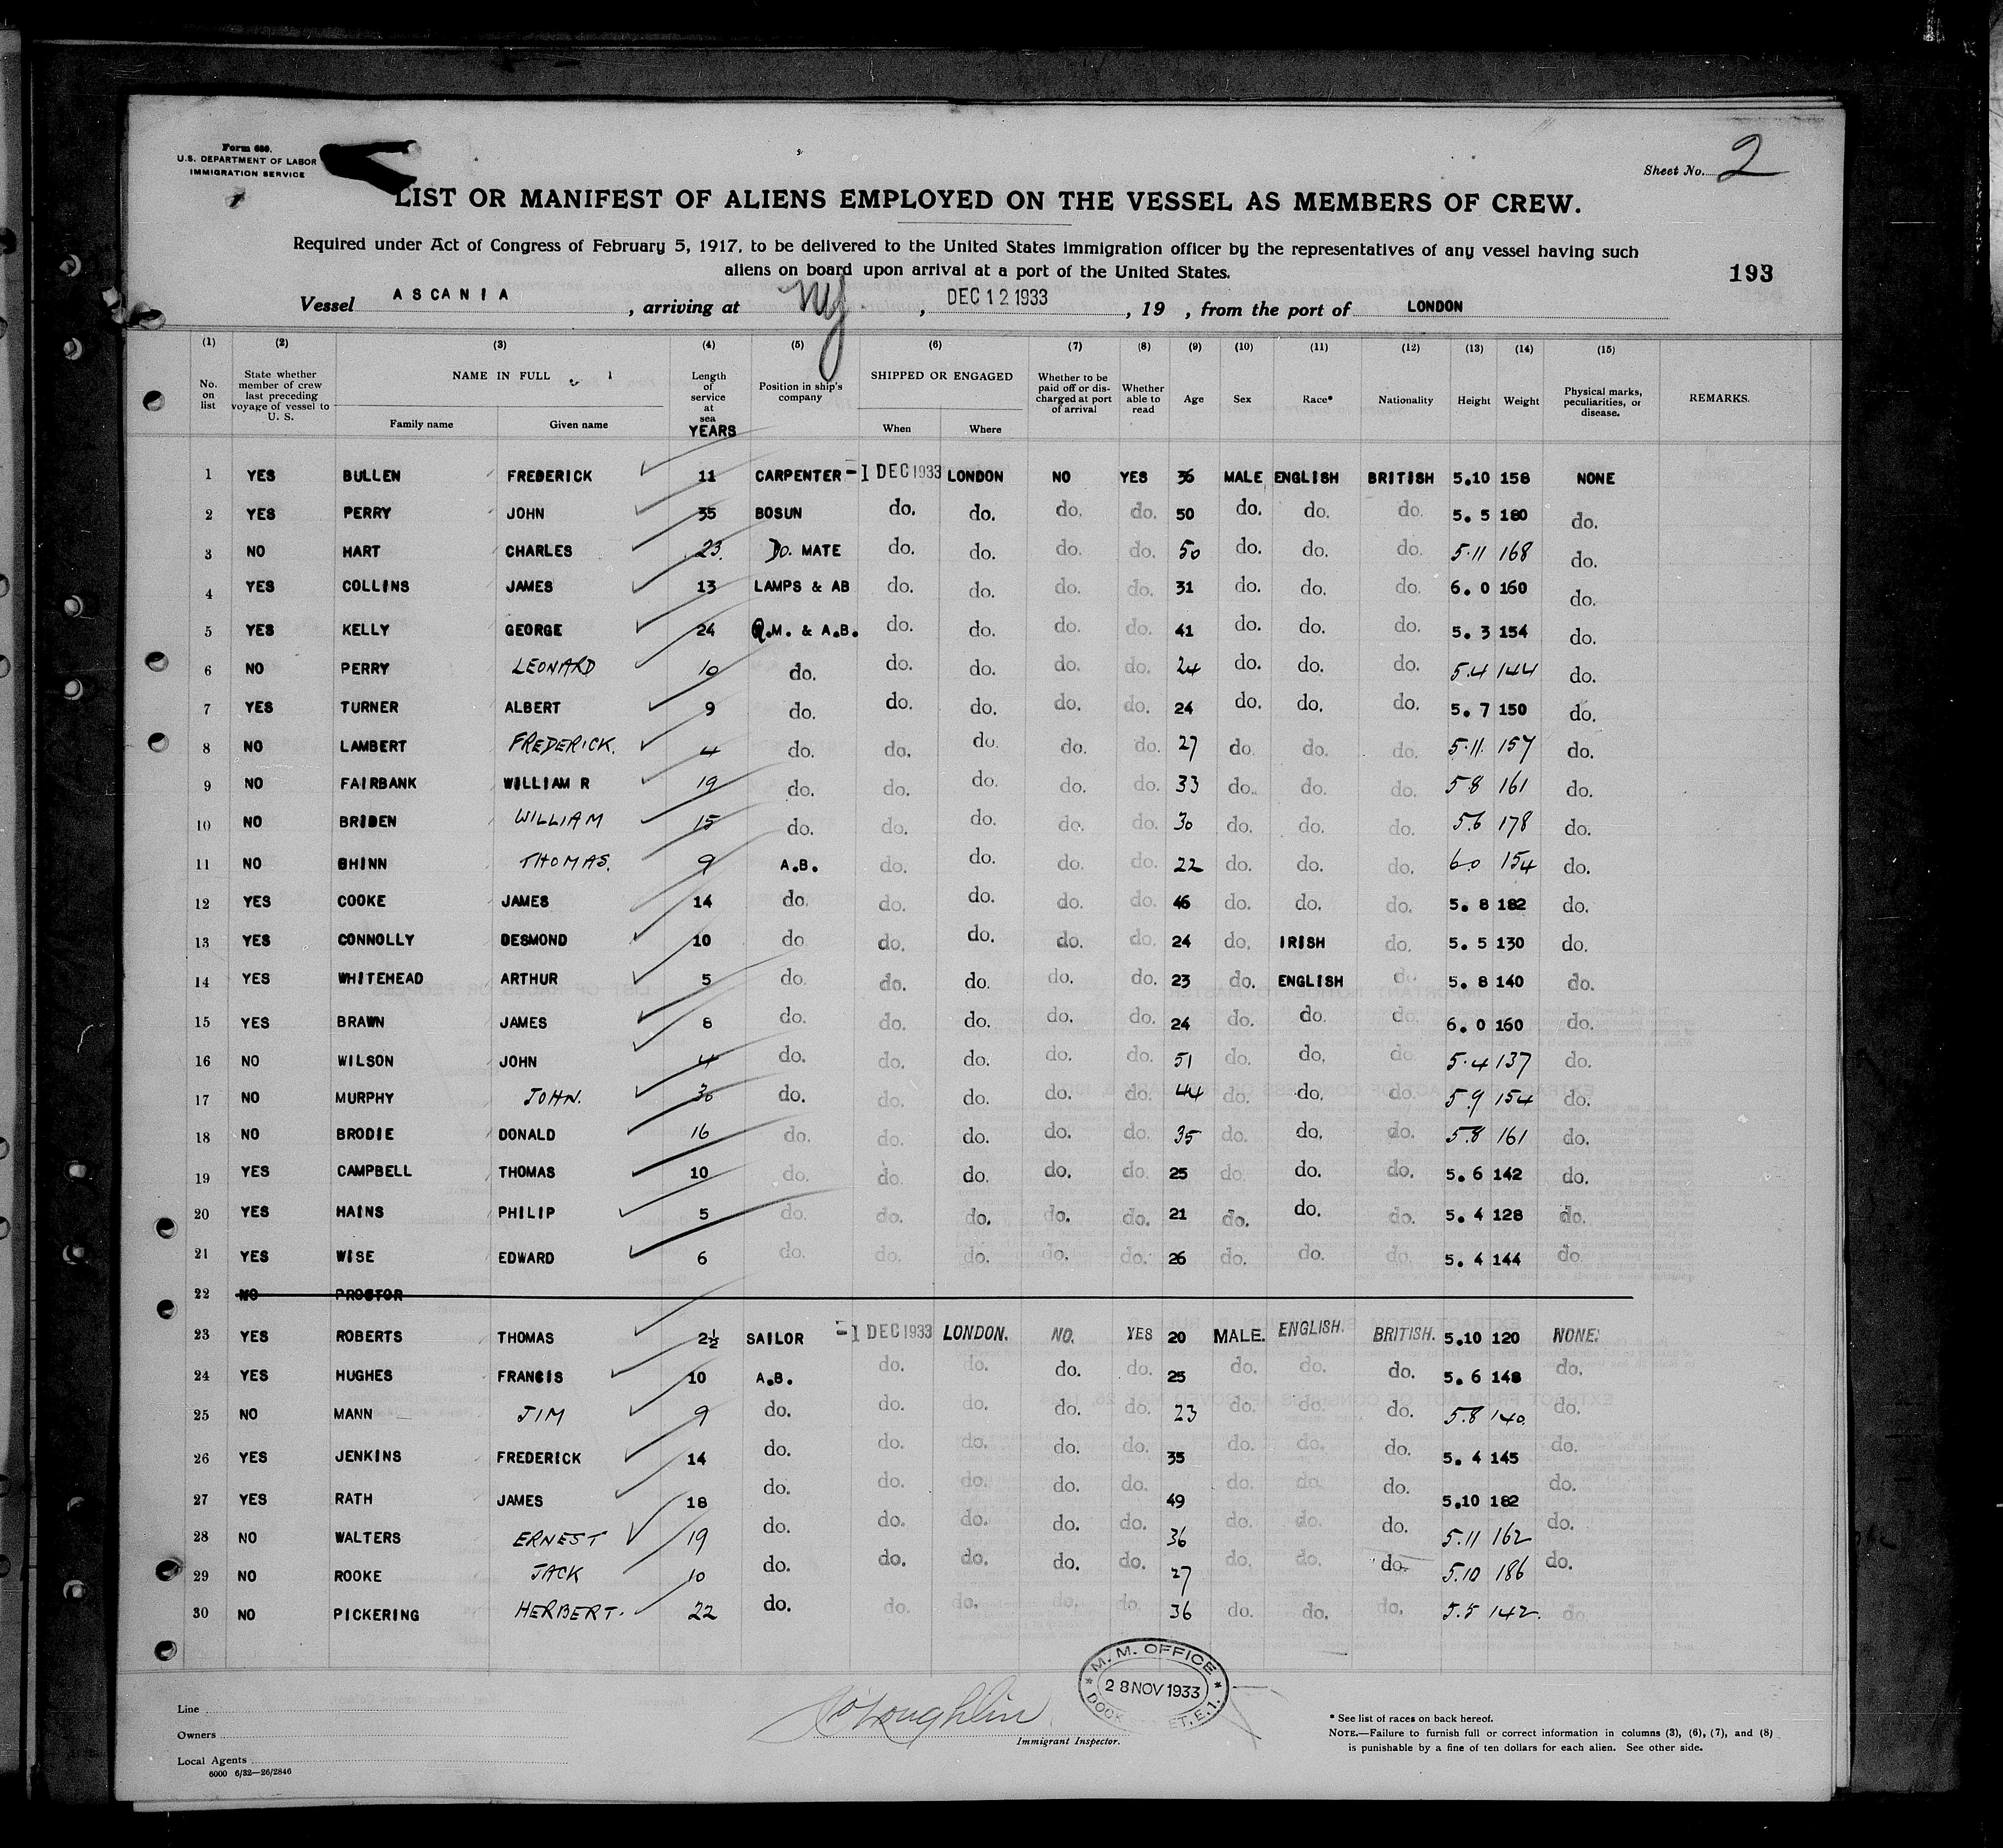 Form 680.
U.S. DEPARTMENT OF LABOR
IMMIGRATION SERVICE
Sheet No. 2
LIST OR MANIFEST OF ALIENS EMPLOYED ON THE VESSEL AS MEMBERS OF CREW.
Required under Act of Congress of February 5, 1917, to be delivered to the United States immigration officer by the representatives of any vessel having such
aliens on board upon arrival at a port of the United States.
193
Vessel ASCANIA, arriving at NY, DEC 12 1933, 19 , from the port of LONDON
(1) (2) (3) (4) (5) (6) (7) (8) (9) (10) (11) (12) (13) (14) (15)
No. on list State whether member of crew last preceding voyage of vessel to U. S. NAME IN FULL Family name Given name Length of service at sea YEARS Position in ship's company SHIPPED OR ENGAGED When Where Whether to be paid off or discharged at port of arrival Whether able to read Age Sex Race* Nationality Height Weight Physical marks, peculiarities, or disease. REMARKS.
1 YES BULLEN FREDERICK 11 CARPENTER -1 DEC 1933 LONDON NO YES 36 MALE ENGLISH BRITISH 5.10 158 NONE
2 YES PERRY JOHN 35 BOSUN do. do. do. do. 50 do. do. do. 5. 5 180 do.
3 NO HART CHARLES 23. Do. MATE do. do. do. do. 50 do. do. do. 5.11 168 do.
4 YES COLLINS JAMES 13 LAMPS & AB do. do. do. do. 31 do. do. do. 6. 0 160 do.
5 YES KELLY GEORGE 24 Q.M. & A.B. do. do. do. do. 41 do. do. do. 5. 3 154 do.
6 NO PERRY LEONARD 10 do. do. do. do. do. 24 do. do. do. 5.4 144 do.
7 YES TURNER ALBERT 9 do. do. do. do. do. 24 do. do. do. 5. 7 150 do.
8 NO LAMBERT FREDERICK. 4 do. do. do. do. do. 27 do. do. do. 5.11. 157 do.
9 NO FAIRBANK WILLIAM R 19 do. do. do. do. do. 33 do. do. do. 5 8 161 do.
10 NO BRIDEN WILLIAM 15 do. do. do. do. do. 30 do. do. do. 5.6 178 do.
11 NO SHINN THOMAS. 9 A.B. do. do. do. do. 22 do. do. do. 6.0 154 do.
12 YES COOKE JAMES 14 do. do. do. do. do. 46 do. do. do. 5. 8 182 do.
13 YES CONNOLLY DESMOND 10 do do. do. do. do. 24 do. IRISH do. 5. 5 130 do.
14 YES WHITEHEAD ARTHUR 5 do. do. do. do. do. 23 do. ENGLISH do 5. 8 140 do.
15 YES BRAWN JAMES 8 do. do. do. do. do. 24 do. do. do 6. 0 160 do.
16 NO WILSON JOHN 4 do. do. do. do. do. 51 do. do. do 5.4 137 do.
17 NO MURPHY JOHN. 30 do. do. do. do. do. 44 do. do. do. 5.9 154 do.
18 NO BRODIE DONALD 16 do. do. do. do. do. 35 do. do. do. 5.8 161 do.
19 YES CAMPBELL THOMAS 10 do. do. do. do. do. 25 do. do. do. 5. 6 142 do.
20 YES HAINS PHILIP 5 do. do. do. do. do. 21 do. do. do. 5. 4 128 do.
21 YES WISE EDWARD 6 do. do. do. do. do. 26 do. do. do. 5. 4 144 do
22 NO PROCTOR
23 YES ROBERTS THOMAS 2½ SAILOR -1 DEC 1933 LONDON. NO. YES 20 MALE. ENGLISH. BRITISH. 5.10 120 NONE.
24 YES HUGHES FRANCIS 10 A.B. do. do. do. do. 25 do. do. do. 5. 6 148 do.
25 NO MANN JIM 9 do. do. do. do. do. 23 do. do. do. 5.8 140. do.
26 YES JENKINS FREDERICK 14 do. do. do. do. do. 35 do. do. do. 5. 4 145 do.
27 YES RATH JAMES 18 do. do. do. do. do. 49 do. do. do. 5.10 182 do.
28 NO WALTERS ERNEST 19 do. do. do. do. do. 36 do. do. do. 5.11 162 do.
29 NO ROOKE JACK 10 do. do. do. do. do. 27 do. do. do. 5.10 186 do.
30 NO PICKERING HERBERT. 22 do. do. do. do. do. 36 do. do. do. 5.5 142. do.
M. M. OFFICE
28 NOV 1933
Line
Owners
Local Agents
6000 6/32—26/2846
O'Loughlin
Immigrant Inspector.
* See list of races on back hereof.
NOTE.—Failure to furnish full or correct information in columns (3), (6), (7), and (8)
is punishable by a fine of ten dollars for each alien. See other side.